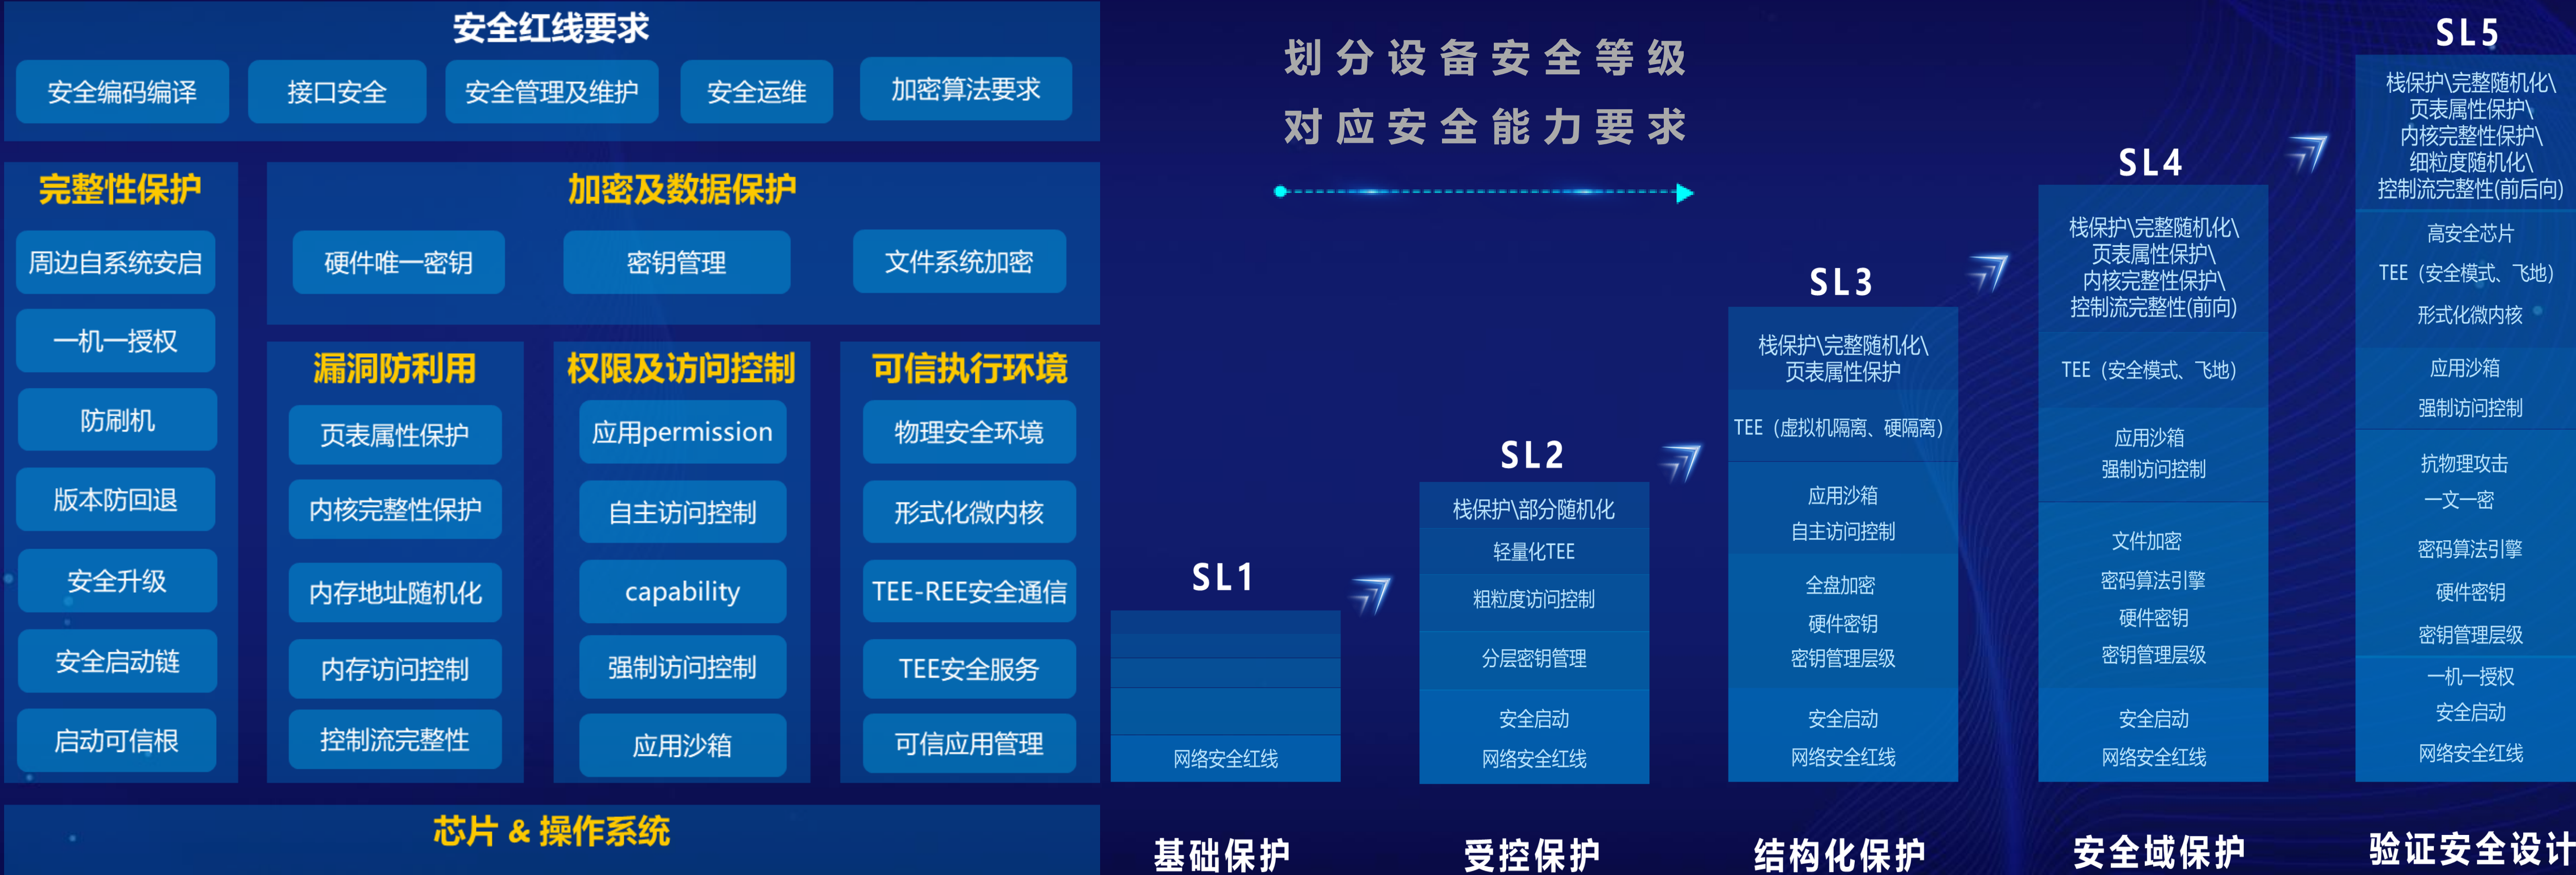 安全红线要求
安全编码编译
接口安全
安全管理及维护
安全运维
加密算法要求
完整性保护
周边自系统安启
一机一授权
防刷机
版本防回退
安全升级
安全启动链
启动可信根
加密及数据保护
硬件唯一密钥
密钥管理
文件系统加密
漏洞防利用
页表属性保护
内核完整性保护
内存地址随机化
内存访问控制
控制流完整性
权限及访问控制
应用permission
自主访问控制
capability
强制访问控制
应用沙箱
可信执行环境
物理安全环境
形式化微内核
TEE-REE安全通信
TEE安全服务
可信应用管理
芯片 & 操作系统
划分设备安全等级
对应安全能力要求
SL1
网络安全红线
基础保护
SL2
栈保护\部分随机化
轻量化TEE
粗粒度访问控制
分层密钥管理
安全启动
网络安全红线
受控保护
SL3
栈保护\完整随机化\
页表属性保护
TEE（虚拟机隔离、硬隔离）
应用沙箱
自主访问控制
全盘加密
硬件密钥
密钥管理层级
安全启动
网络安全红线
结构化保护
SL4
栈保护\完整随机化\
页表属性保护\
内核完整性保护\
控制流完整性(前向)
TEE（安全模式、飞地）
应用沙箱
强制访问控制
文件加密
密码算法引擎
硬件密钥
密钥管理层级
安全启动
网络安全红线
安全域保护
SL5
栈保护\完整随机化\
页表属性保护\
内核完整性保护\
细粒度随机化\
控制流完整性(前后向)
高安全芯片
TEE（安全模式、飞地）
形式化微内核
应用沙箱
强制访问控制
抗物理攻击
一文一密
密码算法引擎
硬件密钥
密钥管理层级
一机一授权
安全启动
网络安全红线
验证安全设计